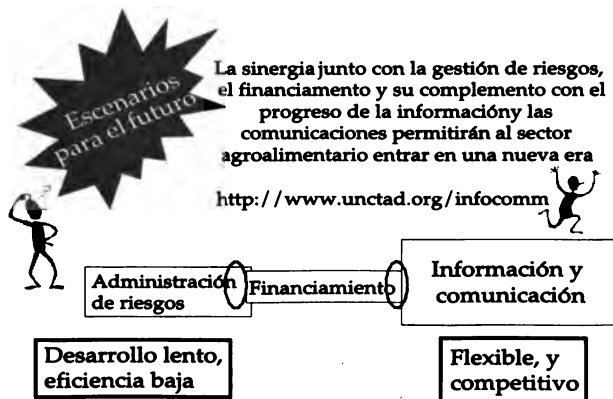 Escenarios
para el futuro
La sinergia junto con la gestión de riesgos,
el financiamento y su complemento con el
progreso de la informacióny las
comunicaciones permitirán al sector
agroalimentario entrar en una nueva era
http://www.unctad.org/infocomm
Administración
de riesgos
Financiamiento
Información y
comunicación
Desarrollo lento,
eficiencia baja
Flexible, y
competitivo